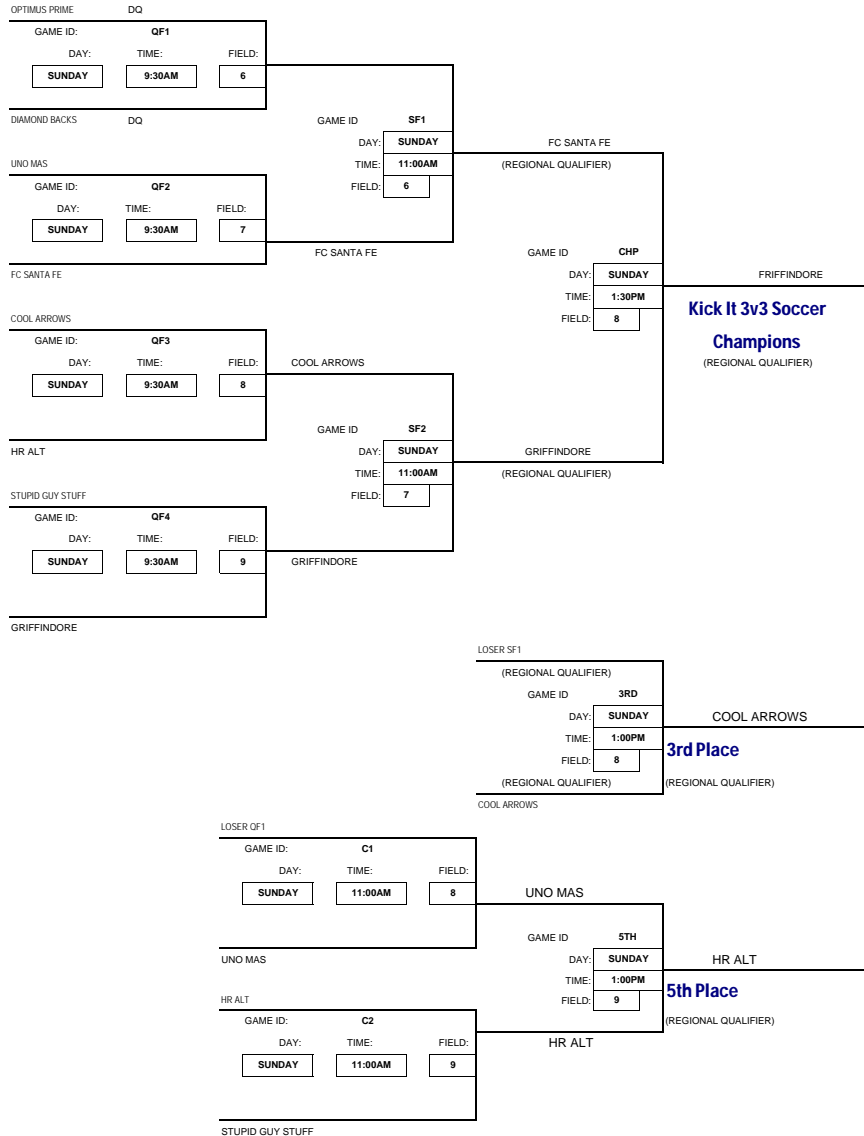 OPTIMUS PRIME DQ
GAME ID: QF1
DAY: TIME: FIELD:
SUNDAY 9:30AM 6
DIAMOND BACKS DQ
GAME ID SF1
DAY: SUNDAY
TIME: 11:00AM
FIELD: 6
FC SANTA FE
(REGIONAL QUALIFIER)
UNO MAS
GAME ID: QF2
DAY: TIME: FIELD:
SUNDAY 9:30AM 7
FC SANTA FE
FC SANTA FE
GAME ID CHP
DAY: SUNDAY
TIME: 1:30PM
FIELD: 8
FRIFFINDORE
Kick It 3v3 Soccer
Champions
(REGIONAL QUALIFIER)
COOL ARROWS
GAME ID: QF3
DAY: TIME: FIELD:
SUNDAY 9:30AM 8
COOL ARROWS
HR ALT
GAME ID SF2
DAY: SUNDAY
TIME: 11:00AM
FIELD: 7
GRIFFINDORE
(REGIONAL QUALIFIER)
STUPID GUY STUFF
GAME ID: QF4
DAY: TIME: FIELD:
SUNDAY 9:30AM 9
GRIFFINDORE
GRIFFINDORE
LOSER SF1
(REGIONAL QUALIFIER)
GAME ID 3RD
DAY: SUNDAY
TIME: 1:00PM
FIELD: 8
(REGIONAL QUALIFIER)
COOL ARROWS
COOL ARROWS
3rd Place
(REGIONAL QUALIFIER)
LOSER QF1
GAME ID: C1
DAY: TIME: FIELD:
SUNDAY 11:00AM 8
UNO MAS
UNO MAS
GAME ID 5TH
DAY: SUNDAY
TIME: 1:00PM
FIELD: 9
HR ALT
5th Place
(REGIONAL QUALIFIER)
HR ALT
GAME ID: C2
DAY: TIME: FIELD:
SUNDAY 11:00AM 9
HR ALT
STUPID GUY STUFF